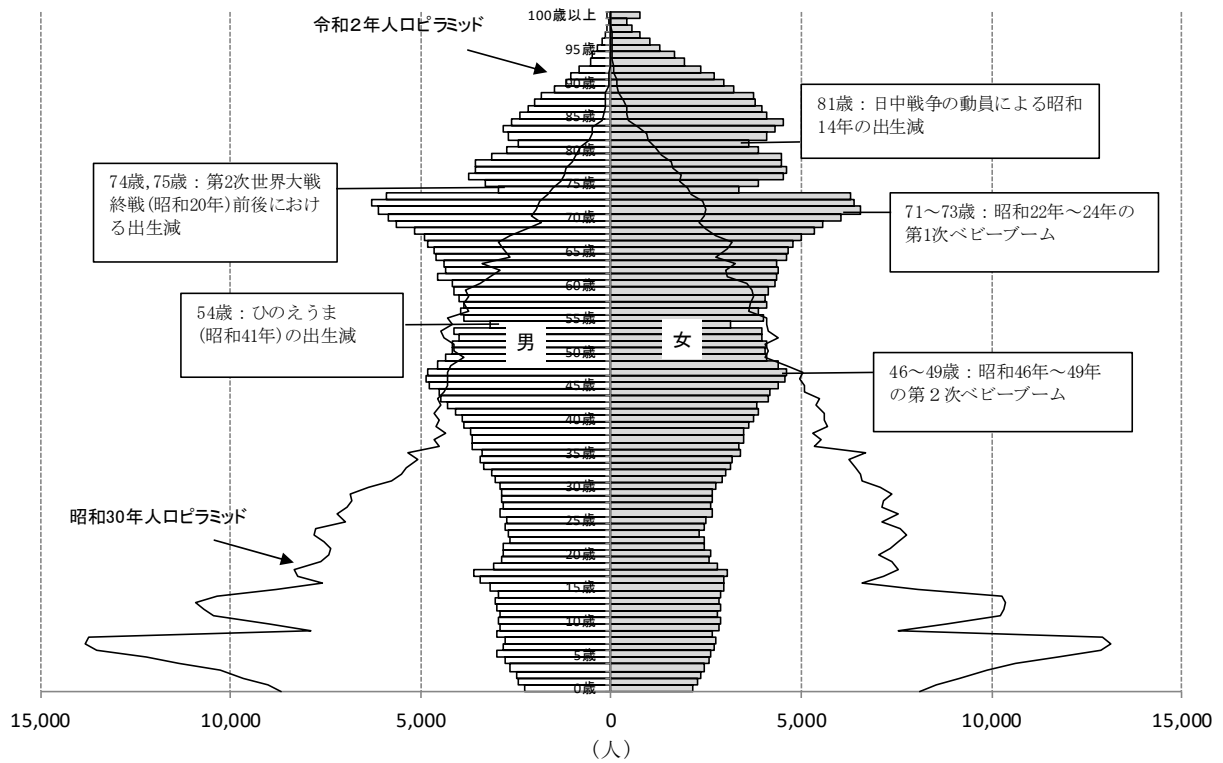 100歳以上
令和2年人口ピラミッド
95歳
90歳
81歳：日中戦争の動員による昭和
14年の出生減
85歳
80歳
74歳,75歳：第2次世界大戦
終戦(昭和20年)前後におけ
る出生減
75歳
71～73歳：昭和22年～24年の
第1次ベビーブーム
70歳
65歳
60歳
54歳：ひのえうま
(昭和41年)の出生減
55歳
男
女
50歳
46～49歳：昭和46年～49年
の第２次ベビーブーム
45歳
40歳
35歳
30歳
昭和30年人口ピラミッド
25歳
20歳
15歳
10歳
5歳
0歳
15,000 10,000 5,000 0 5,000 10,000 15,000
（人）